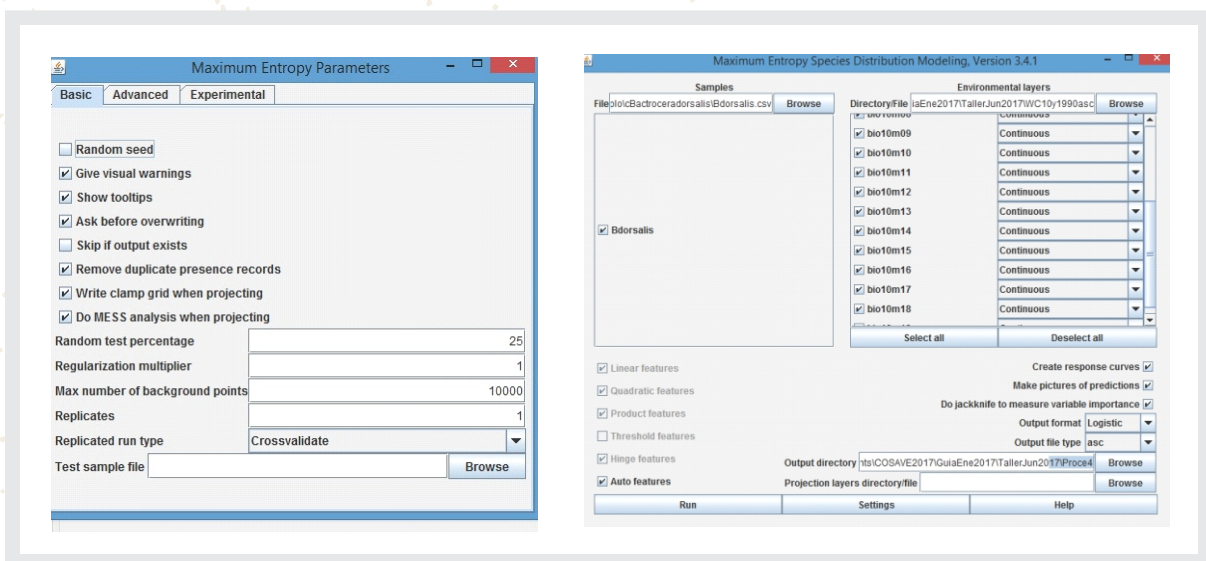 Maximum Entropy Parameters
Basic Advanced Experimental
Random seed
Give visual warnings
Show tooltips
Ask before overwriting
Skip if output exists
Remove duplicate presence records
Write clamp grid when projecting
Do MESS analysis when projecting
Random test percentage 25
Regularization multiplier 1
Max number of background points 10000
Replicates 1
Replicated run type Crossvalidate
Test sample file Browse
Maximum Entropy Species Distribution Modeling, Version 3.4.1
Samples Environmental layers
File plo\cBactroceradorsalis\Bdorsalis.csv Browse Directory/File iaEne2017\TallerJun2017\WC10y1990asc Browse
bio10m09 Continuous
bio10m10 Continuous
bio10m11 Continuous
bio10m12 Continuous
bio10m13 Continuous
Bdorsalis bio10m14 Continuous
bio10m15 Continuous
bio10m16 Continuous
bio10m17 Continuous
bio10m18 Continuous
Select all Deselect all
Linear features Create response curves
Quadratic features Make pictures of predictions
Product features Do jackknife to measure variable importance
Output format Logistic
Threshold features Output file type asc
Hinge features Output directory nts\COSAVE2017\GuiaEne2017\TallerJun2017\Proce4 Browse
Auto features Projection layers directory/file Browse
Run Settings Help